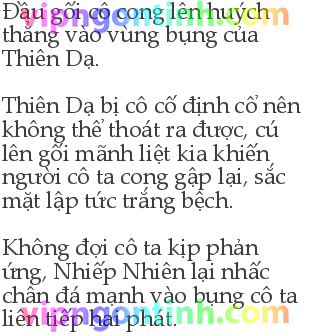 Đầu gối cô cong lên huých
thẳng vào vùng bụng của
Thiên Dạ.

Thiên Dạ bị cô cố định cổ nên
không thể thoát ra được, cú
lên gối mãnh liệt kia khiến
người cô ta cong gập lại, sắc
mặt lập tức trắng bệch.

Không đợi cô ta kịp phản
ứng, Nhiếp Nhiên lại nhấc
chân đá mạnh vào bụng cô ta
liên tiếp hai phát.
vipngontinh.com
vipngontinh.com